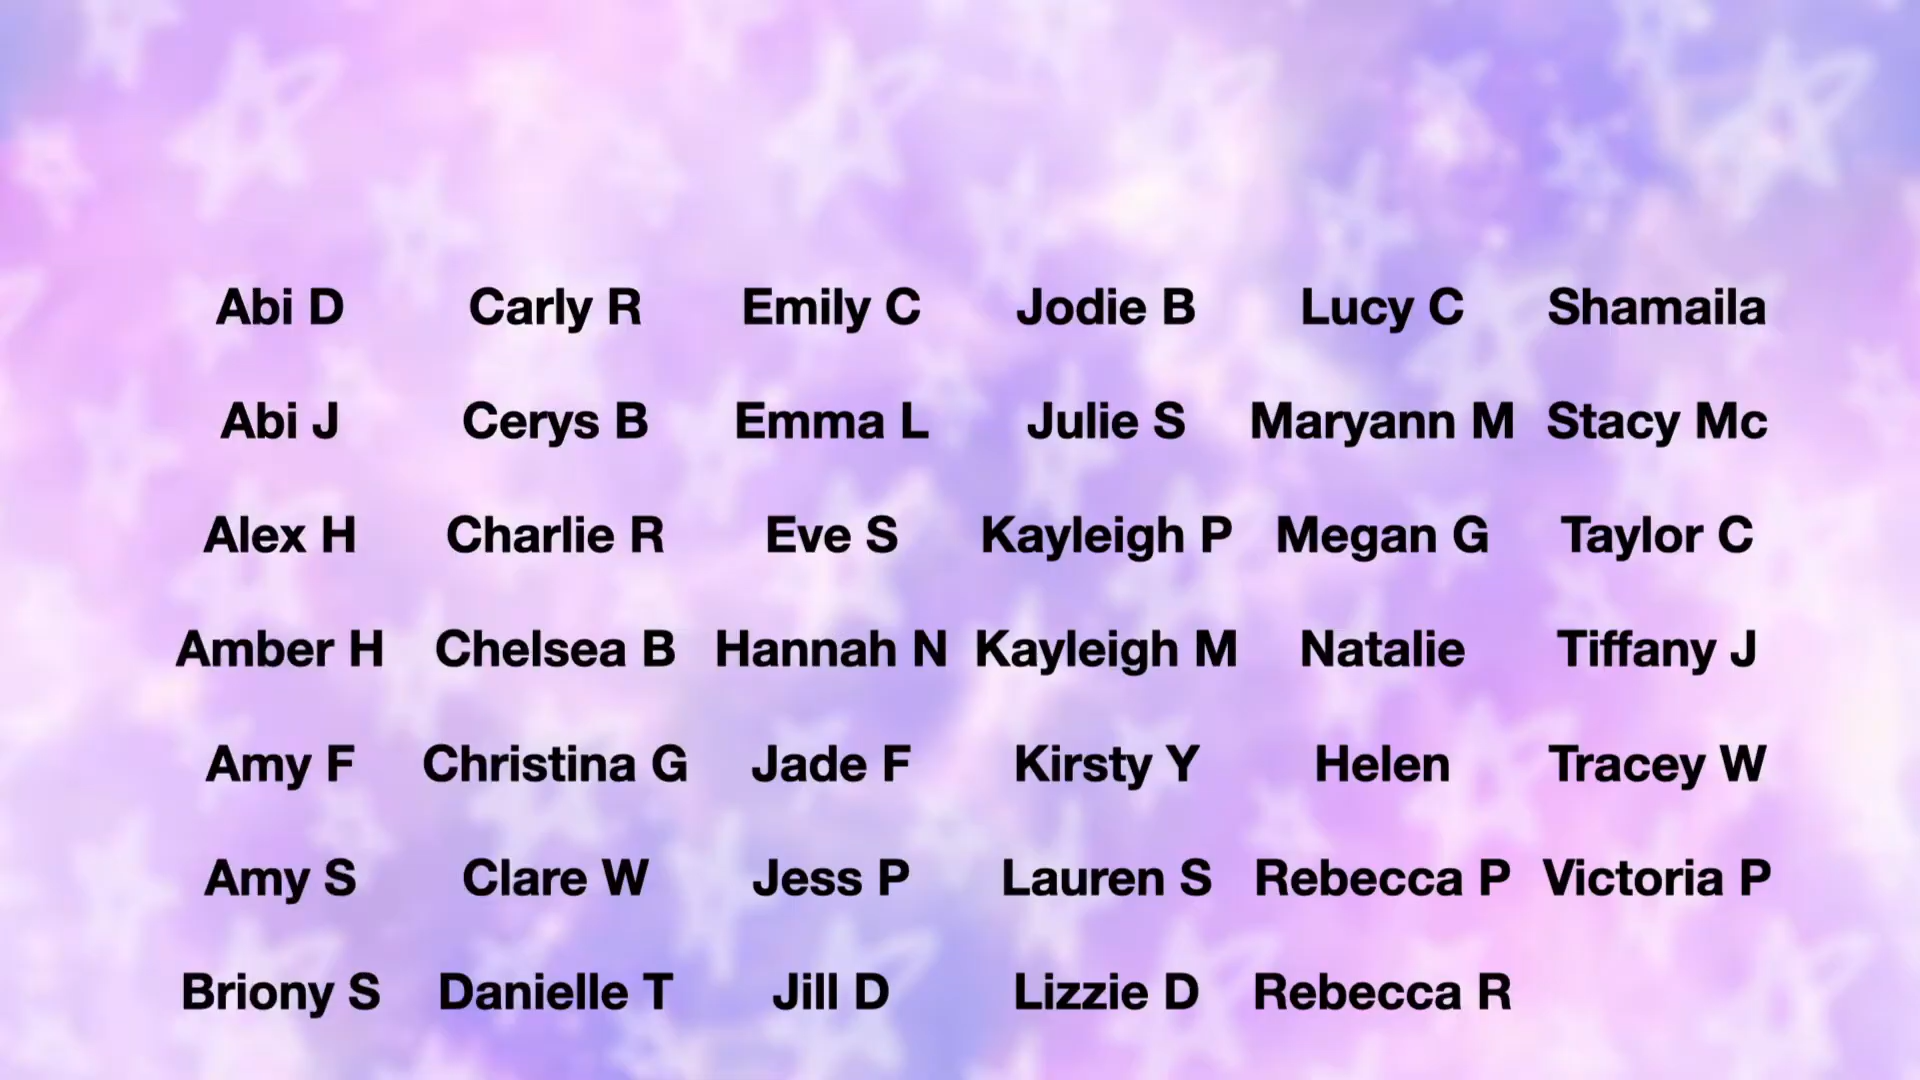 Abi D Carly R Emily C Jodie B Lucy C Shamaila
Abi J Cerys B Emma L Julie S Maryann M Stacy Mc
Alex H Charlie R Eve S Kayleigh P Megan G Taylor C
Amber H Chelsea B Hannah N Kayleigh M Natalie Tiffany J
Amy F Christina G Jade F Kirsty Y Helen Tracey W
Amy S Clare W Jess P Lauren S Rebecca P Victoria P
Briony S Danielle T Jill D Lizzie D Rebecca R